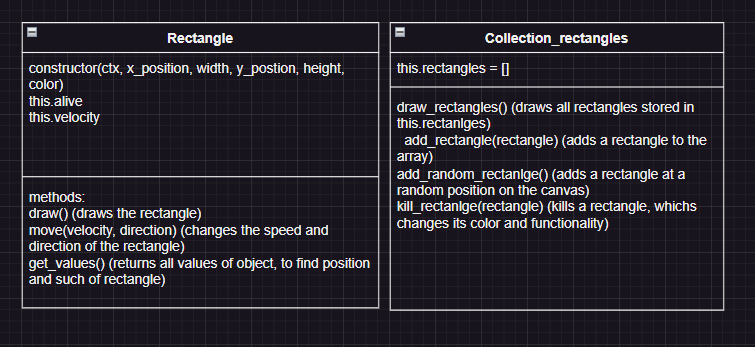 Rectangle
constructor(ctx, x_position, width, y_postion, height,
color)
this.alive
this.velocity
methods:
draw() (draws the rectangle)
move(velocity, direction) (changes the speed and
direction of the rectangle)
get_values() (returns all values of object, to find position
and such of rectangle)
Collection_rectangles
this.rectangles = []
draw_rectangles() (draws all rectangles stored in
this.rectanlges)
add_rectangle(rectangle) (adds a rectangle to the
array)
add_random_rectanlge() (adds a rectangle at a
random position on the canvas)
kill_rectanlge(rectangle) (kills a rectangle, whichs
changes its color and functionality)